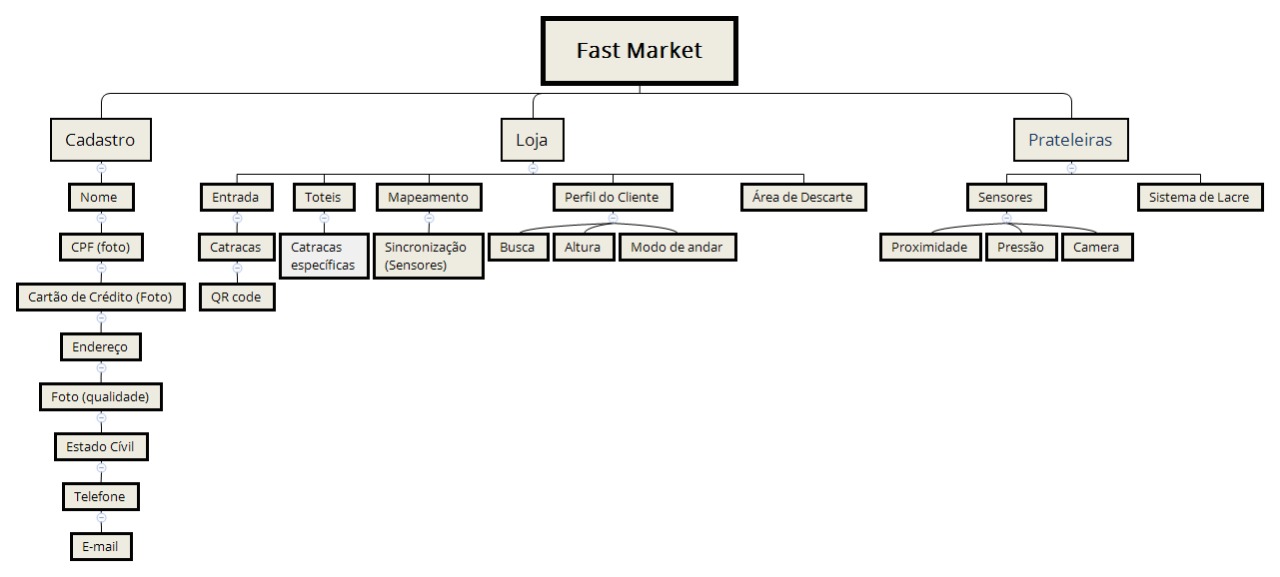 Fast Market
Cadastro
Loja
Prateleiras
Nome
Entrada
Toteis
Mapeamento
Perfil do Cliente
Área de Descarte
Sensores
Sistema de Lacre
CPF (foto)
Catracas
Catracas
específicas
Sincronização
(Sensores)
Busca
Altura
Modo de andar
Proximidade
Pressão
Camera
Cartão de Crédito (Foto)
QR code
Endereço
Foto (qualidade)
Estado Cívil
Telefone
E-mail